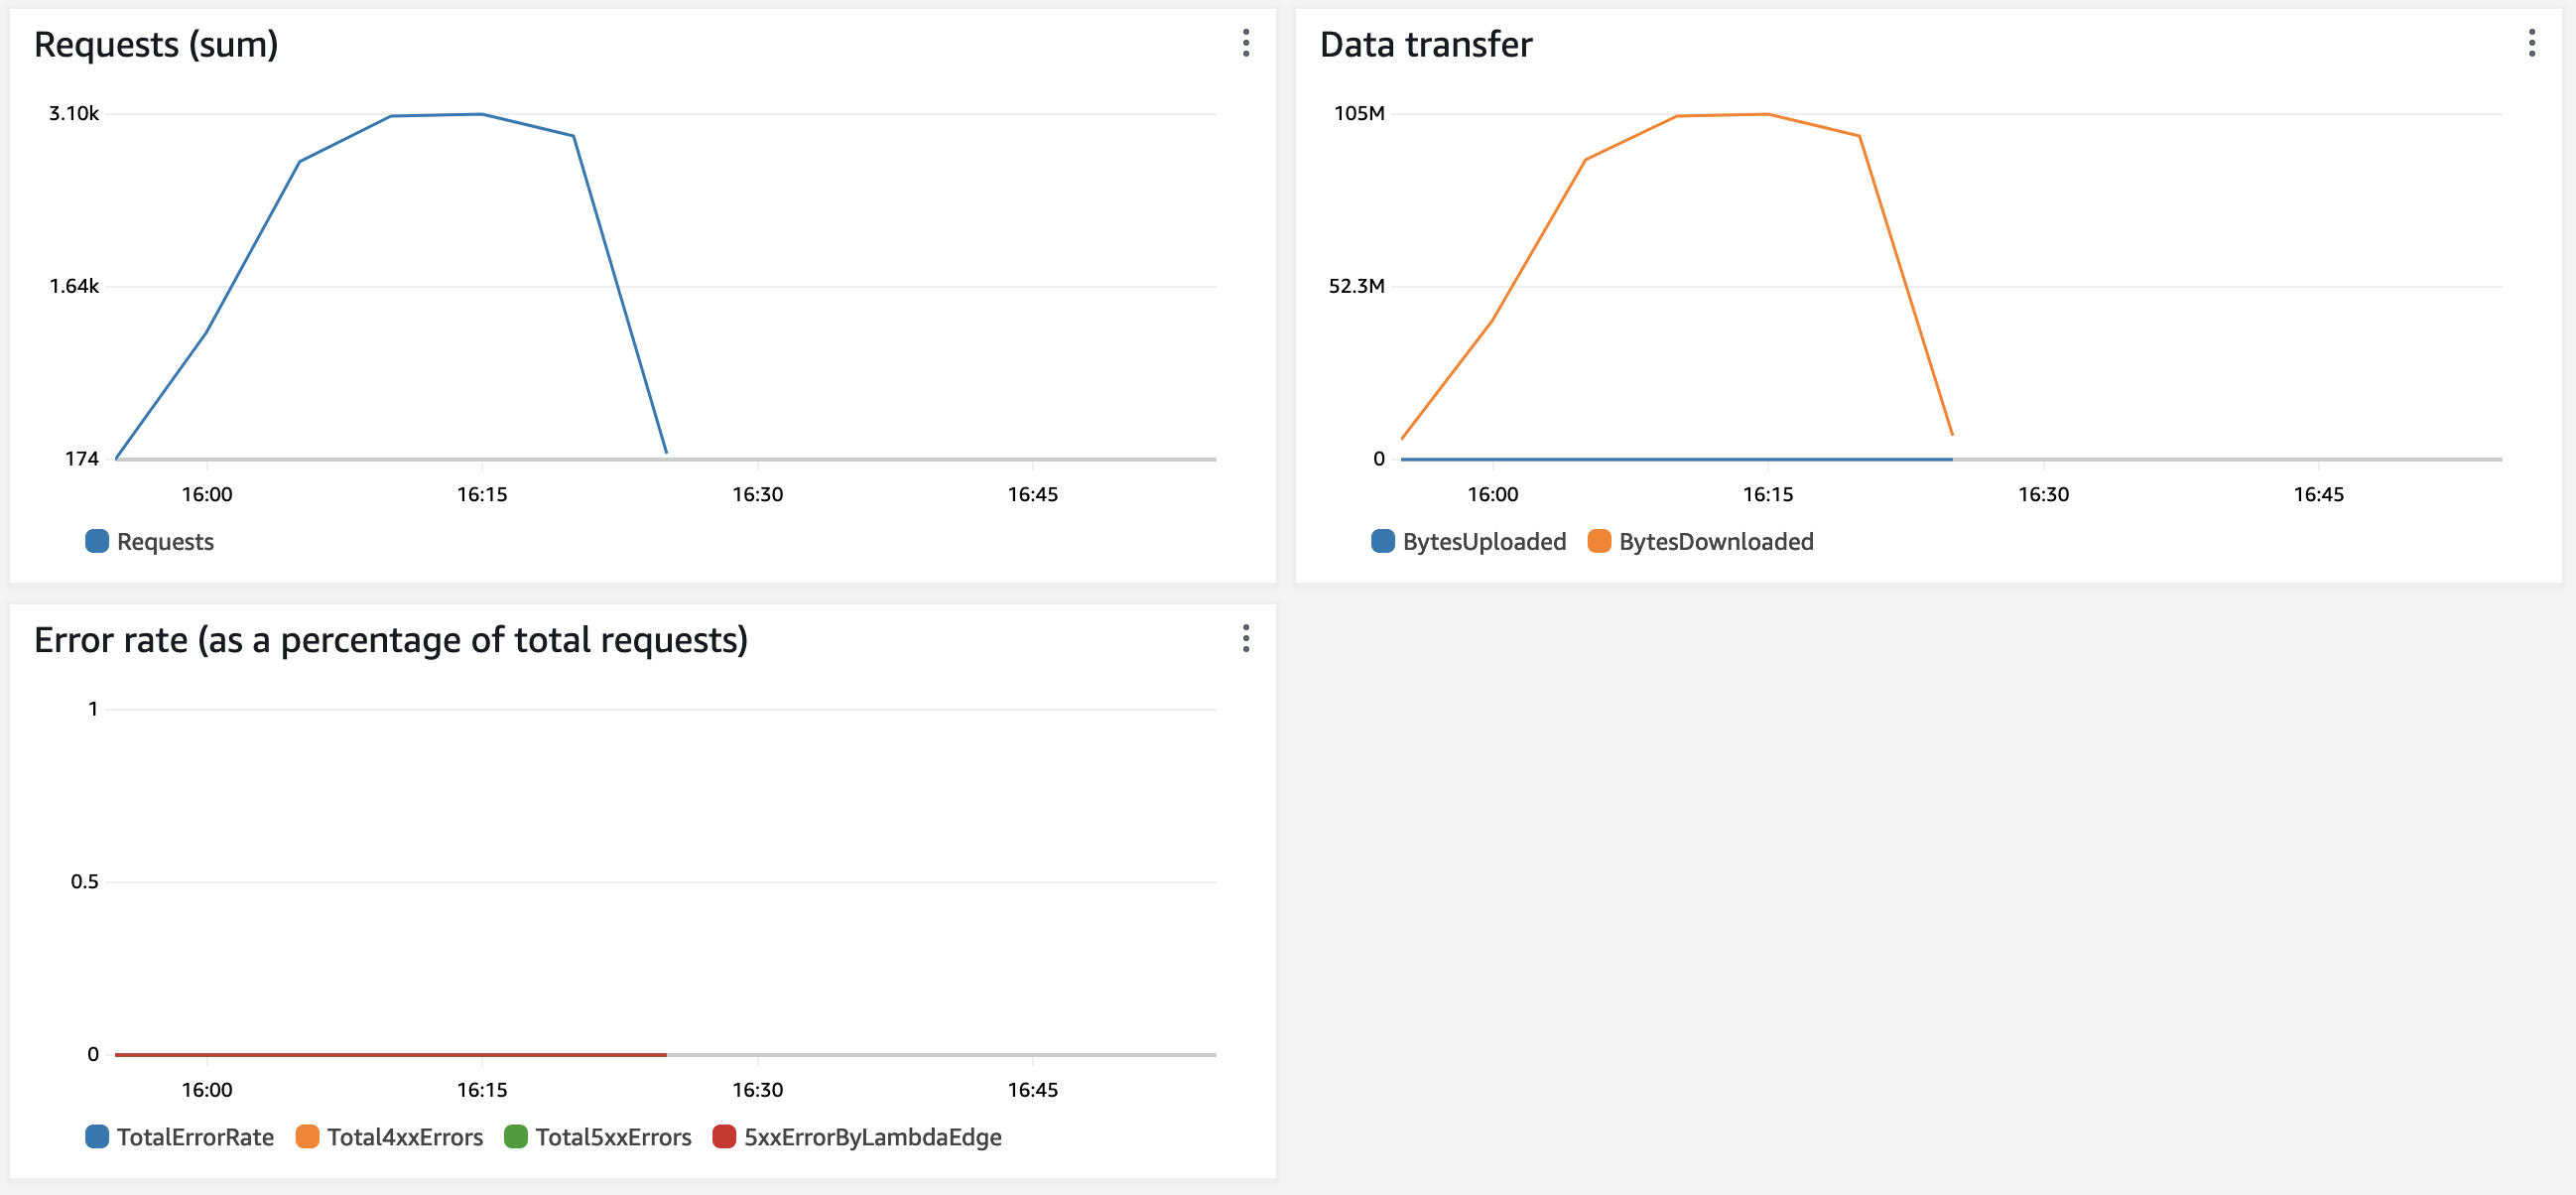 Requests (sum)
3.10k
1.64k
174
16:00 16:15 16:30 16:45
Requests
Data transfer
105M
52.3M
0
16:00 16:15 16:30 16:45
BytesUploaded BytesDownloaded
Error rate (as a percentage of total requests)
1
0.5
0
16:00 16:15 16:30 16:45
TotalErrorRate Total4xxErrors Total5xxErrors 5xxErrorByLambdaEdge